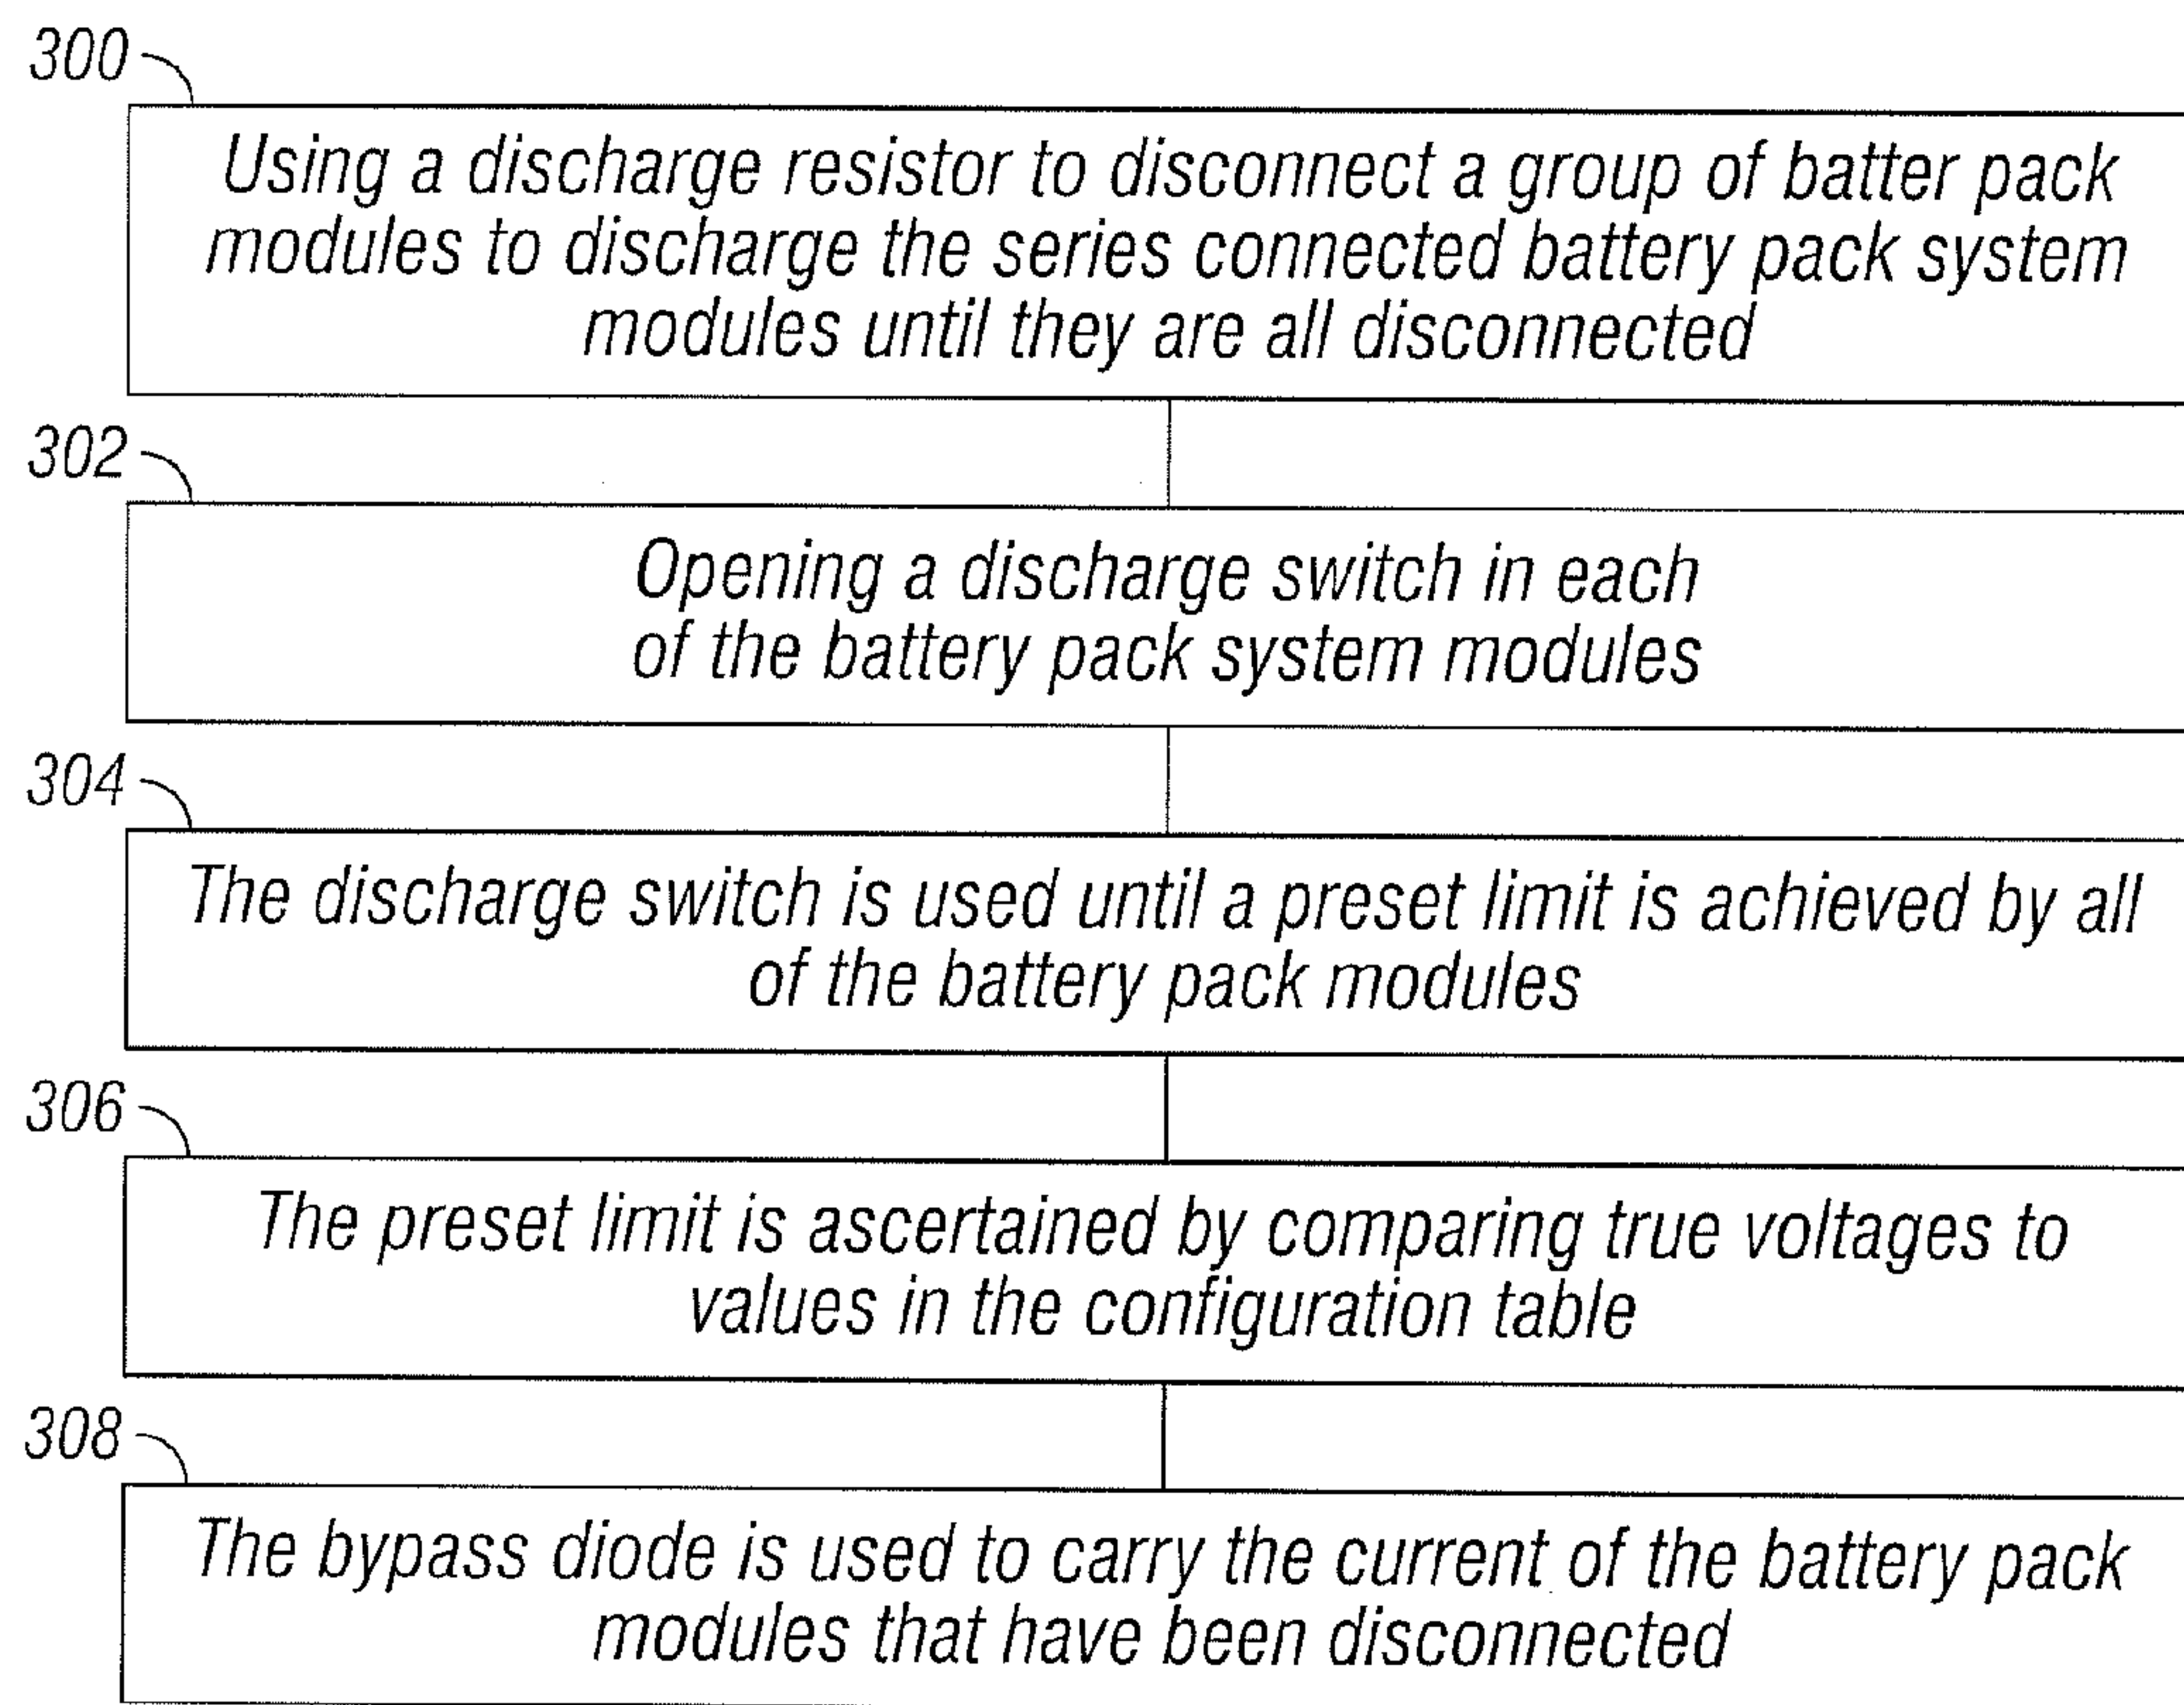 300
Using a discharge resistor to disconnect a group of batter pack
modules to discharge the series connected battery pack system
modules until they are all disconnected
302
Opening a discharge switch in each
of the battery pack system modules
304
The discharge switch is used until a preset limit is achieved by all
of the battery pack modules
306
The preset limit is ascertained by comparing true voltages to
values in the configuration table
308
The bypass diode is used to carry the current of the battery pack
modules that have been disconnected